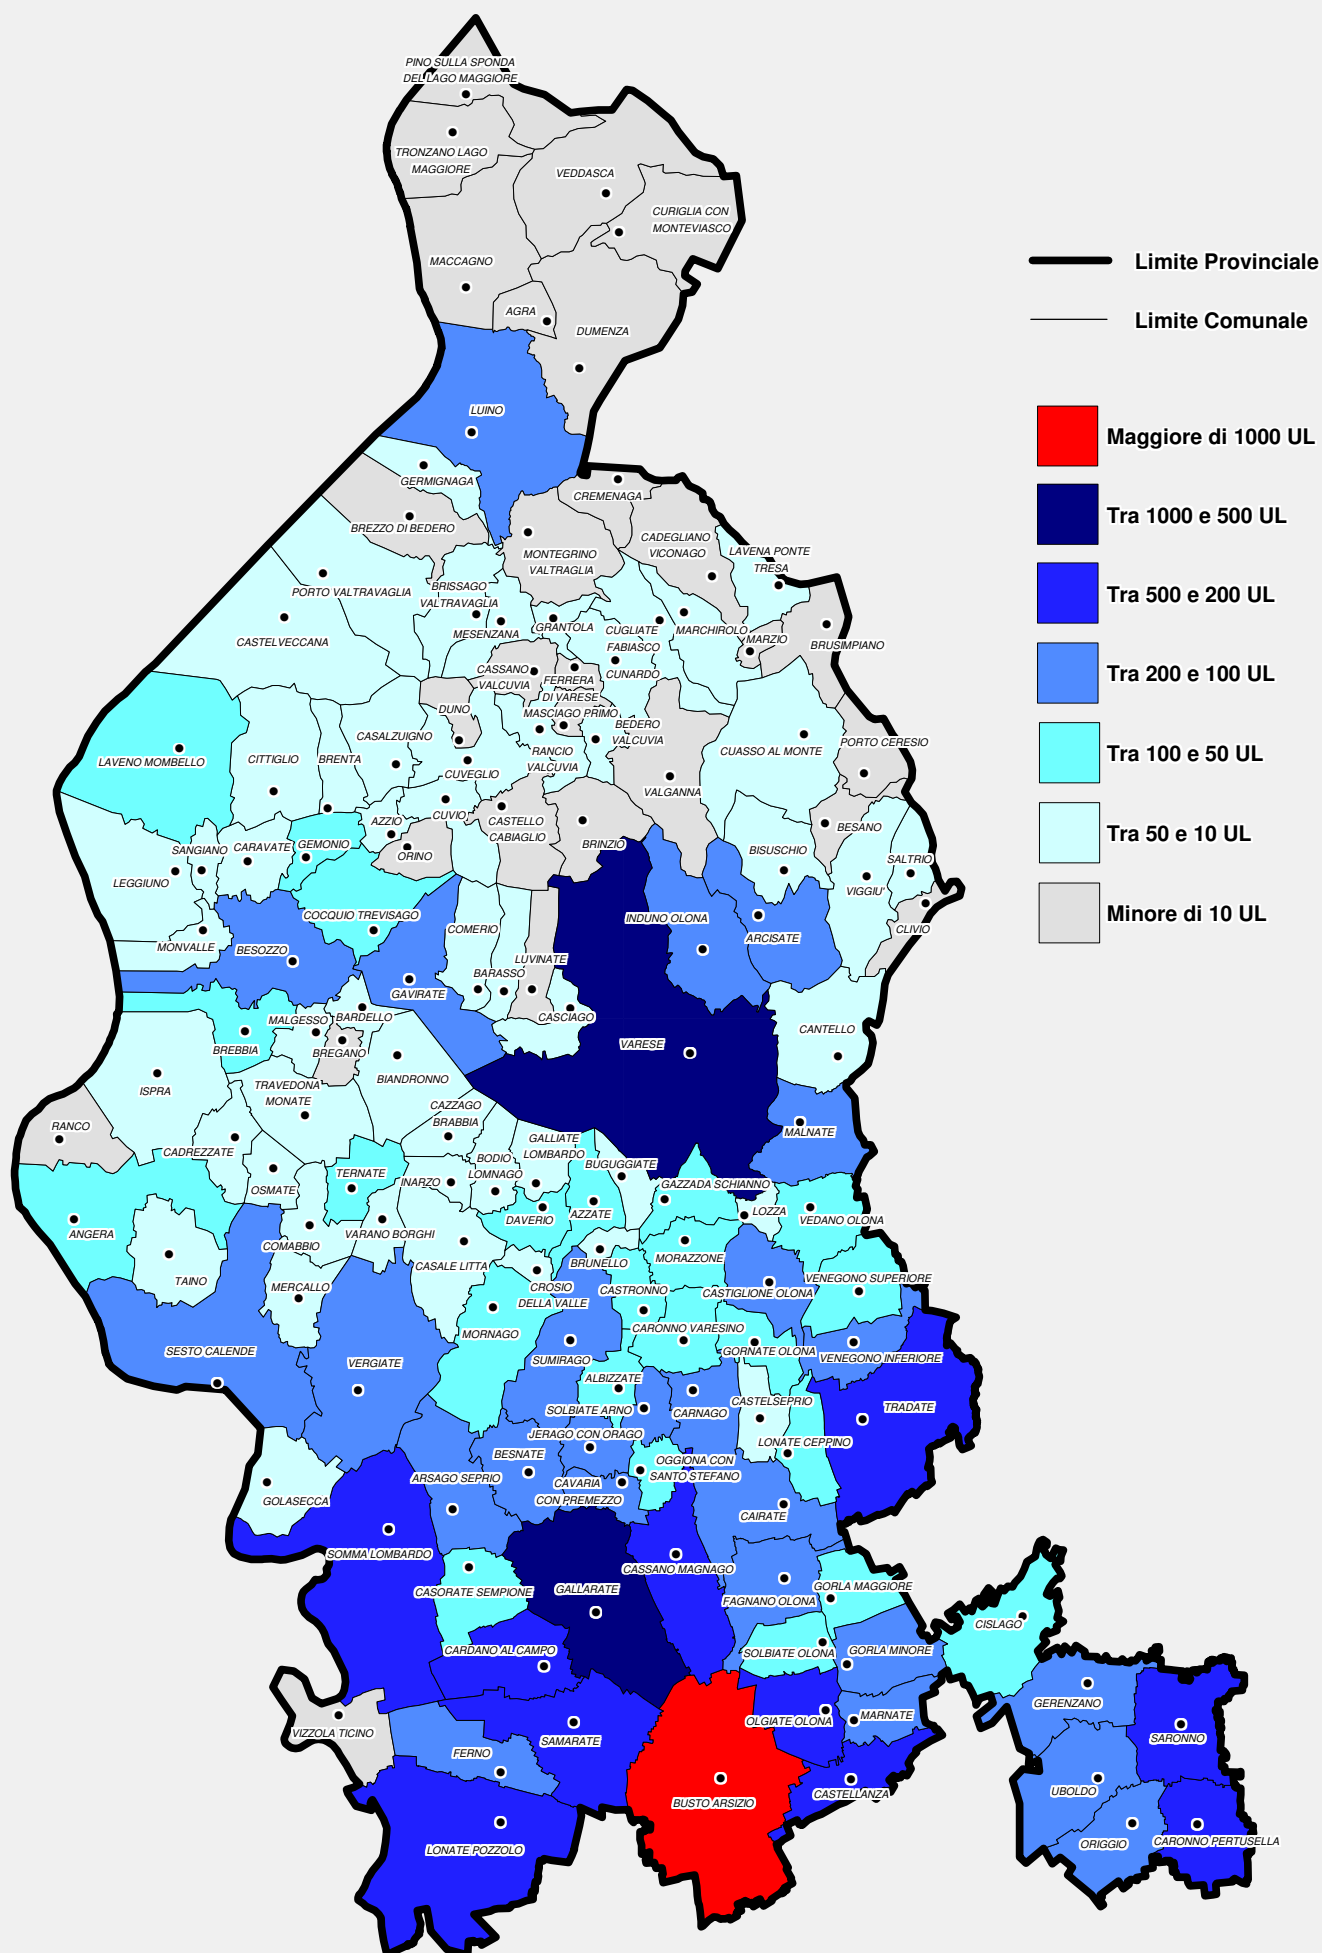 PINO SULLA SPONDA
DEL LAGO MAGGIORE
TRONZANO LAGO
MAGGIORE
VEDDASCA
CURIGLIA CON
MONTEVIASCO
MACCAGNO
AGRA
DUMENZA
LUINO
GERMIGNAGA
BREZZO DI BEDERO
CREMENAGA
MONTEGRINO
VALTRAGLIA
CADEGLIANO
VICONAGO
LAVENA PONTE
TRESA
PORTO VALTRAVAGLIA
BRISSAGO
VALTRAVAGLIA
MESENZANA
GRANTOLA
CUGLIATE
FABIASCO
MARCHIROLO
MARZIO
BRUSIMPIANO
CASTELVECCANA
CASSANO
VALCUVIA
FERRERA
DI VARESE
CUNARDO
MASCIAGO PRIMO
DUNO
CASALZUIGNO
BEDERO
VALCUVIA
RANCIO
VALCUVIA
CUASSO AL MONTE
PORTO CERESIO
LAVENO MOMBELLO
CITTIGLIO
BRENTA
CUVEGLIO
VALGANNA
CUVIO
CASTELLO
CABIAGLIO
AZZIO
ORINO
BRINZIO
BESANO
BISUSCHIO
SALTRIO
VIGGIU'
CLIVIO
SANGIANO
CARAVATE
GEMONIO
LEGGIUNO
COCQUIO TREVISAGO
MONVALLE
BESOZZO
GAVIRATE
COMERIO
BARASSO
LUVINATE
CASCIAGO
INDUNO OLONA
ARCISATE
CANTELLO
VARESE
MALGESSO
BARDELLO
BREBBIA
BREGANO
BIANDRONNO
ISPRA
TRAVEDONA
MONATE
CAZZAGO
BRABBIA
RANCO
CADREZZATE
OSMATE
TERNATE
INARZO
BODIO
LOMNAGO
GALLIATE
LOMBARDO
BUGUGGIATE
GAZZADA SCHIANNO
MALNATE
LOZZA
VEDANO OLONA
ANGERA
TAINO
COMABBIO
VARANO BORGHI
DAVERIO
AZZATE
CASALE LITTA
BRUNELLO
MORAZZONE
MERCALLO
CROSIO
DELLA VALLE
CASTRONNO
CASTIGLIONE OLONA
VENEGONO SUPERIORE
MORNAGO
CARONNO VARESINO
GORNATE OLONA
VENEGONO INFERIORE
SESTO CALENDE
VERGIATE
SUMIRAGO
ALBIZZATE
SOLBIATE ARNO
CARNAGO
CASTELSEPRIO
TRADATE
JERAGO CON ORAGO
LONATE CEPPINO
BESNATE
OGGIONA CON
SANTO STEFANO
ARSAGO SEPRIO
CAVARIA
CON PREMEZZO
GOLASECCA
CAIRATE
SOMMA LOMBARDO
CASORATE SEMPIONE
GALLARATE
CASSANO MAGNAGO
FAGNANO OLONA
GORLA MAGGIORE
CISLAGO
CARDANO AL CAMPO
SOLBIATE OLONA
GORLA MINORE
GERENZANO
VIZZOLA TICINO
OLGIATE OLONA
MARNATE
SARONNO
FERNO
SAMARATE
UBOLDO
BUSTO ARSIZIO
CASTELLANZA
LONATE POZZOLO
ORIGGIO
CARONNO PERTUSELLA
Limite Provinciale
Limite Comunale
Maggiore di 1000 UL
Tra 1000 e 500 UL
Tra 500 e 200 UL
Tra 200 e 100 UL
Tra 100 e 50 UL
Tra 50 e 10 UL
Minore di 10 UL